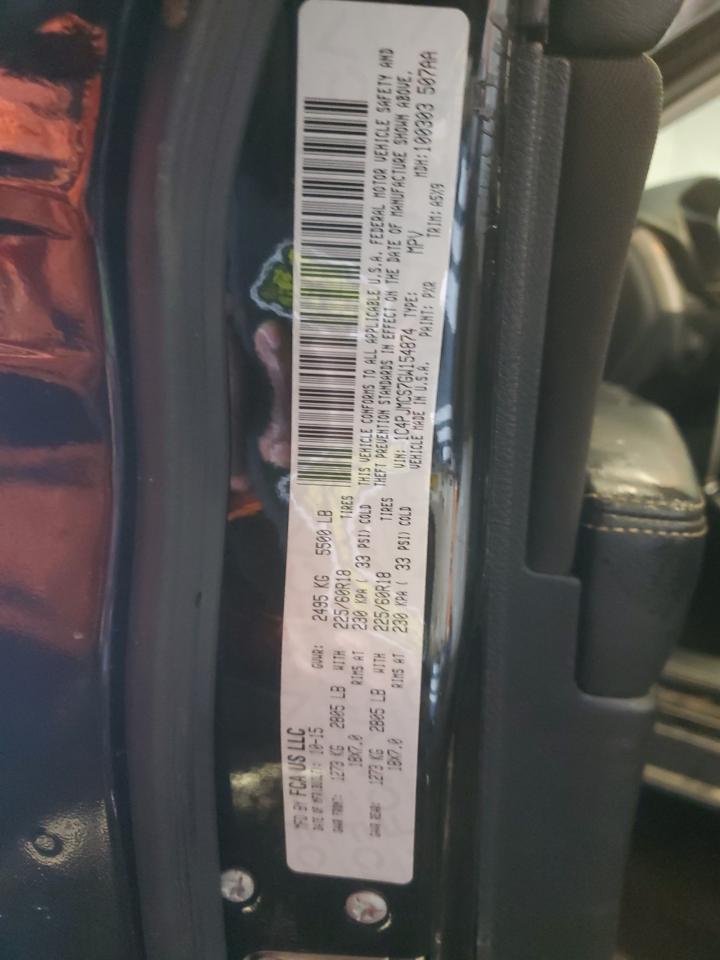 MFD BY FCA US LLC
DATE OF MFR(BUILT): 10-15 GVWR: 2495 KG 5500 LB
GAWR FRONT: 1273 KG 2805 LB WITH 225/60R18 TIRES
18X7.0 RIMS AT 230 KPA ( 33 PSI) COLD
GAWR REAR: 1273 KG 2805 LB WITH 225/60R18 TIRES
18X7.0 RIMS AT 230 KPA ( 33 PSI) COLD
THIS VEHICLE CONFORMS TO ALL APPLICABLE U.S.A. FEDERAL MOTOR VEHICLE SAFETY AND
THEFT PREVENTION STANDARDS IN EFFECT ON THE DATE OF MANUFACTURE SHOWN ABOVE.
VIN: 1C4PJMCS7GW154874 TYPE: MPV MDH:100303 507AA
VEHICLE MADE IN U.S.A. PAINT: PXR TRIM: A5X9